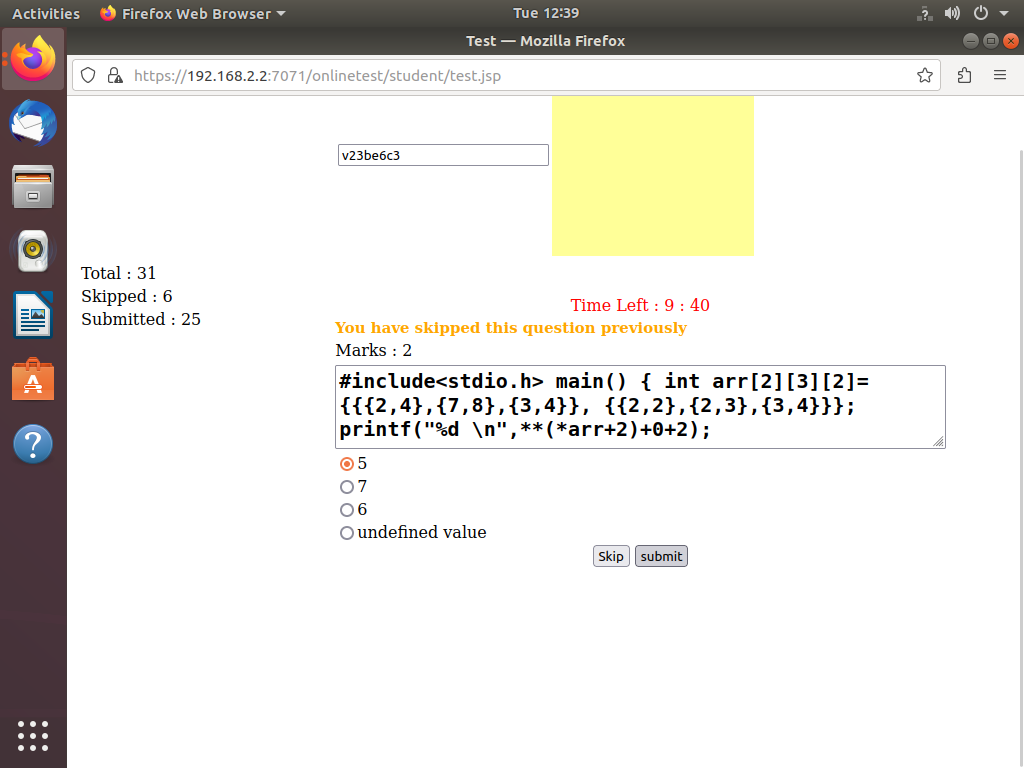 Activities Firefox Web Browser Tue 12:39
Test — Mozilla Firefox
https://192.168.2.2:7071/onlinetest/student/test.jsp
v23be6c3
Total : 31
Skipped : 6
Submitted : 25
Time Left : 9 : 40
You have skipped this question previously
Marks : 2
#include<stdio.h> main() { int arr[2][3][2]=
{{{2,4},{7,8},{3,4}}, {{2,2},{2,3},{3,4}}};
printf("%d \n",**(*arr+2)+0+2);
5
7
6
undefined value
Skip submit